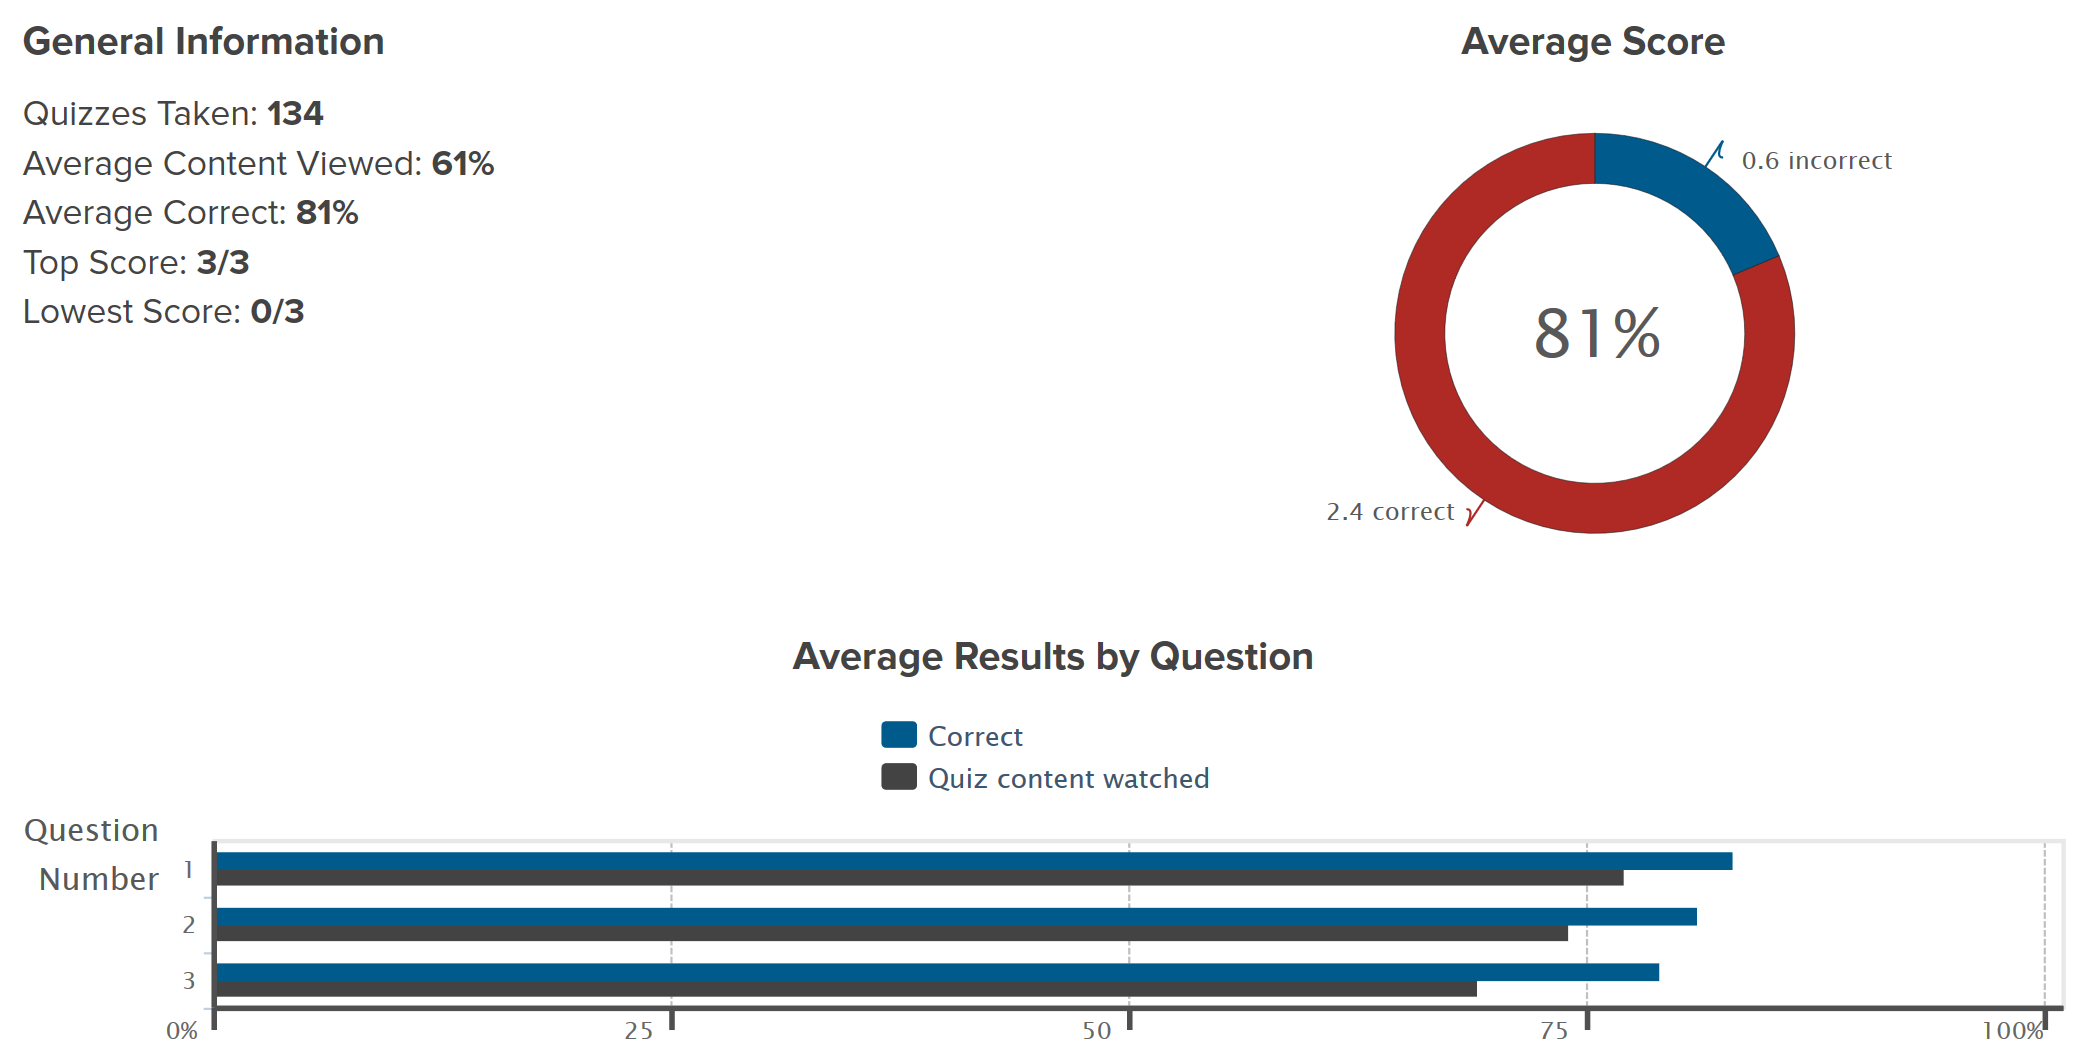 General Information
Quizzes Taken: 134
Average Content Viewed: 61%
Average Correct: 81%
Top Score: 3/3
Lowest Score: 0/3
Average Score
0.6 incorrect
81%
2.4 correct
Average Results by Question
Correct
Quiz content watched
Question
Number
1
2
3
0% 25 50 75 100%